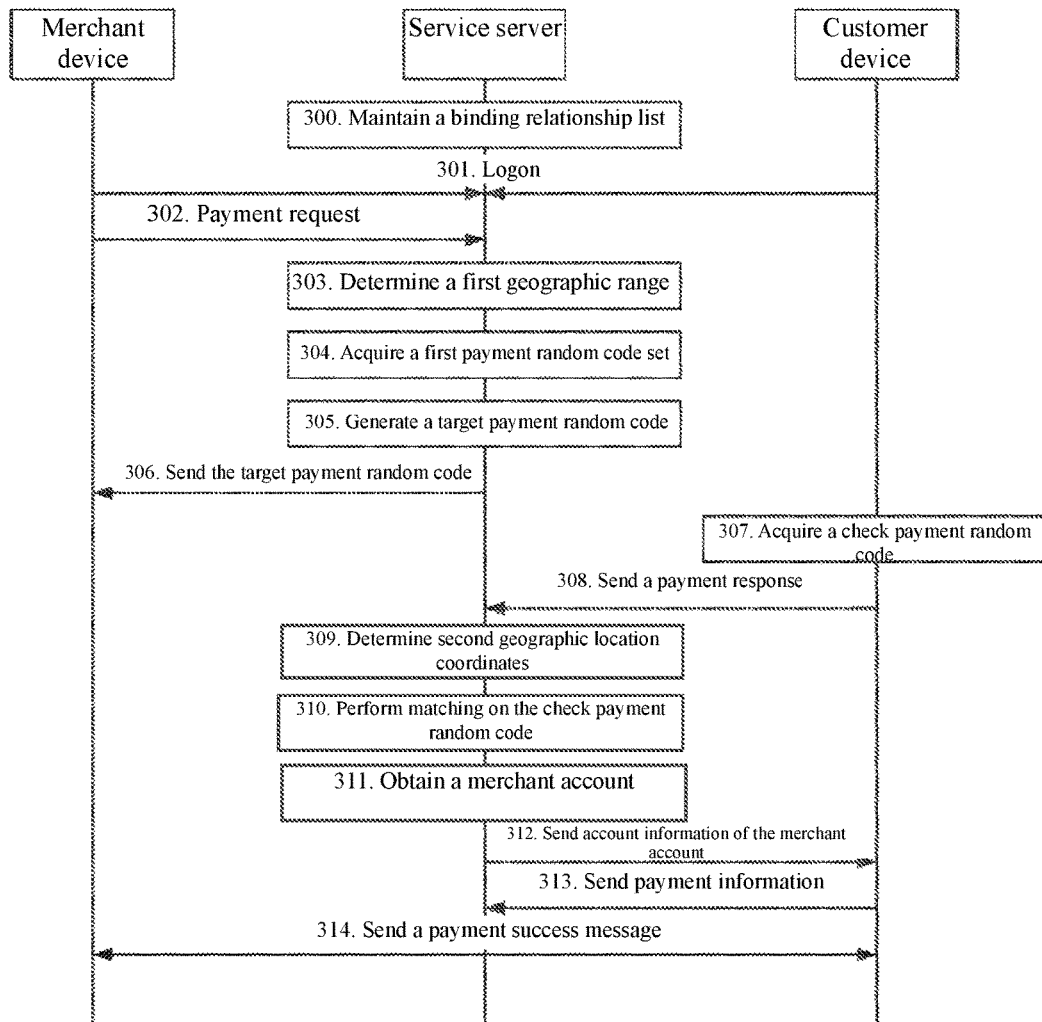 Merchant
device
Service server
Customer
device
300. Maintain a binding relationship list
301. Logon
302. Payment request
303. Determine a first geographic range
304. Acquire a first payment random code set
305. Generate a target payment random code
306. Send the target payment random code
307. Acquire a check payment random
code
308. Send a payment response
309. Determine second geographic location
coordinates
310. Perform matching on the check payment
random code
311. Obtain a merchant account
312. Send account information of the merchant
account
313. Send payment information
314. Send a payment success message